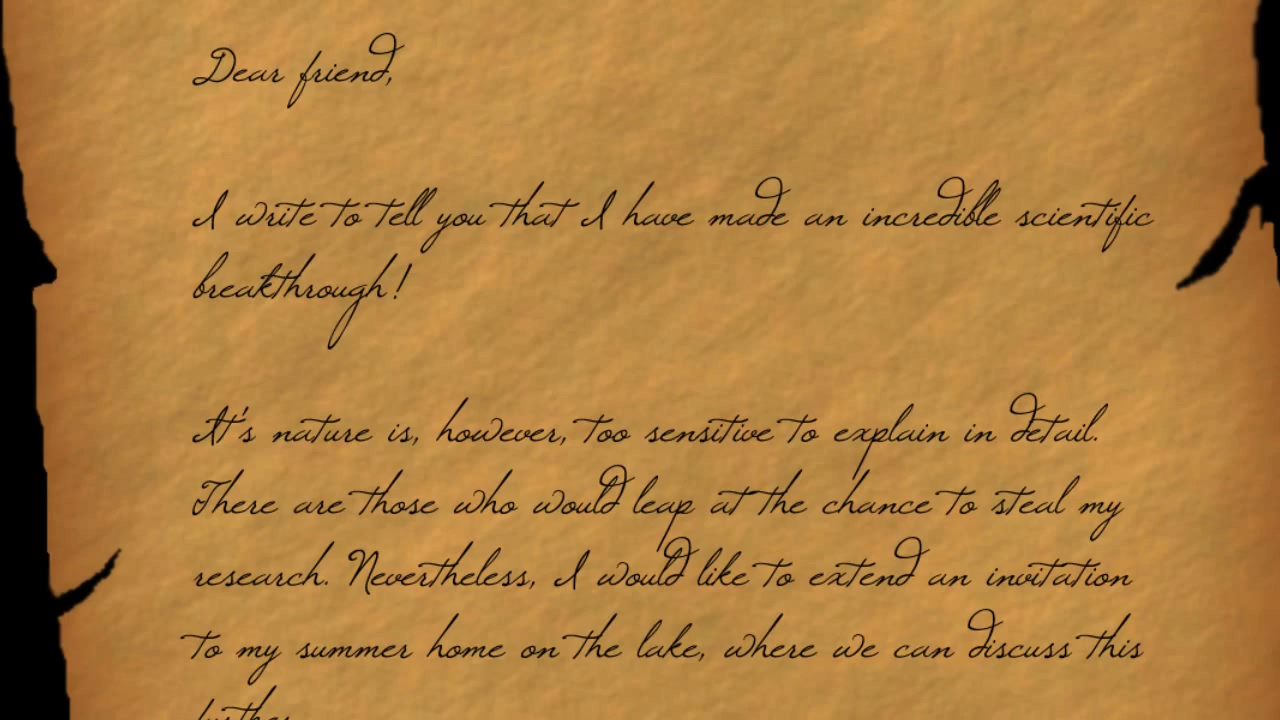 Dear friend,
I write to tell you that I have made an incredible scientific
breakthrough!
It's nature is, however, too sensitive to explain in detail.
There are those who would leap at the chance to steal my
research. Nevertheless, I would like to extend an invitation
to my summer home on the lake, where we can discuss this